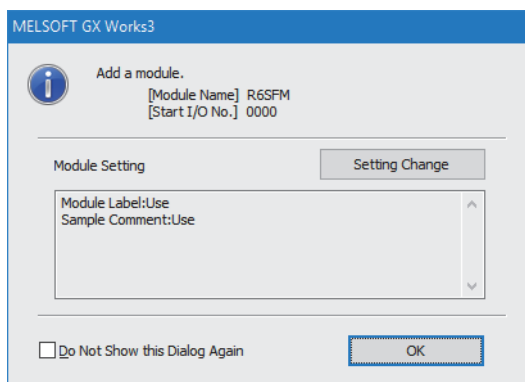 MELSOFT GX Works3
Add a module.
[Module Name] R6SFM
[Start I/O No.] 0000
Module Setting
Setting Change
Module Label:Use
Sample Comment:Use
Do Not Show this Dialog Again
OK